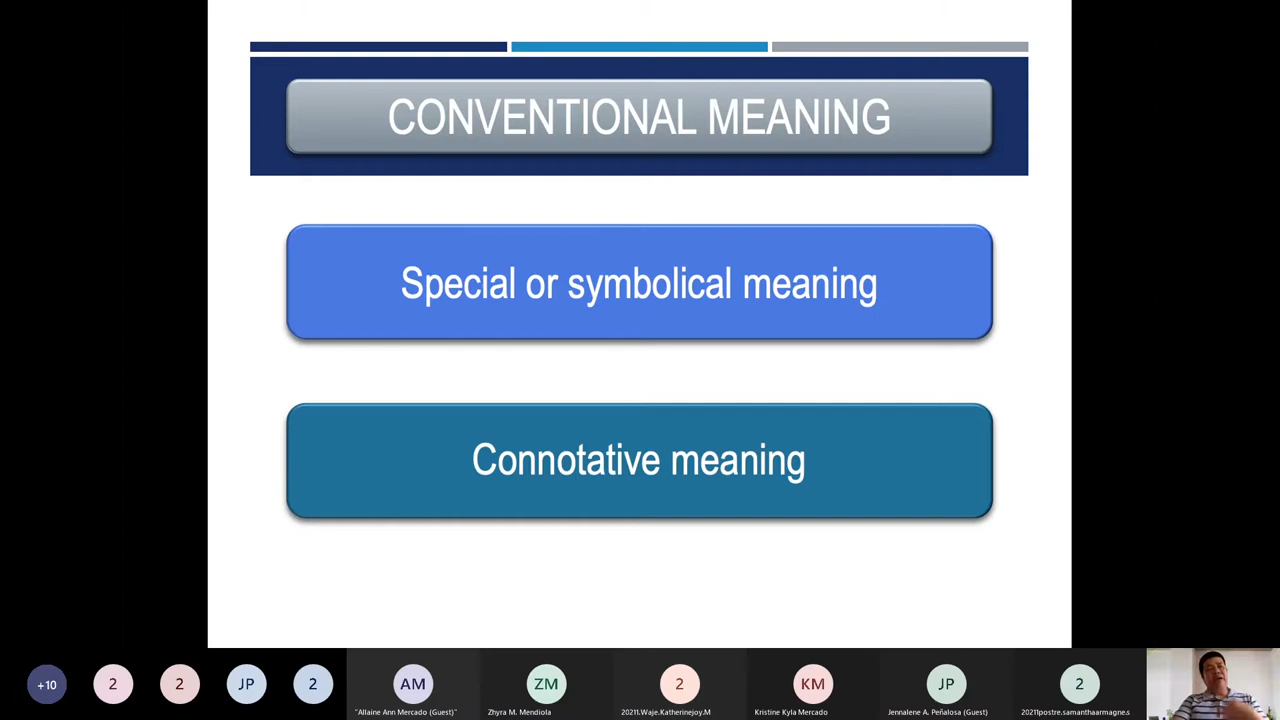 CONVENTIONAL MEANING
Special or symbolical meaning
Connotative meaning
+10
2
2
JP
2
AM
ZM
2
KM
JP
2
"Allaine Ann Mercado (Guest)"
Zhyra M. Mendiola
20211.Waje.Katherinejoy.M
Kristine Kyla Mercado
Jennalene A. Peñalosa (Guest)
20211postre.samanthaarmagne.s